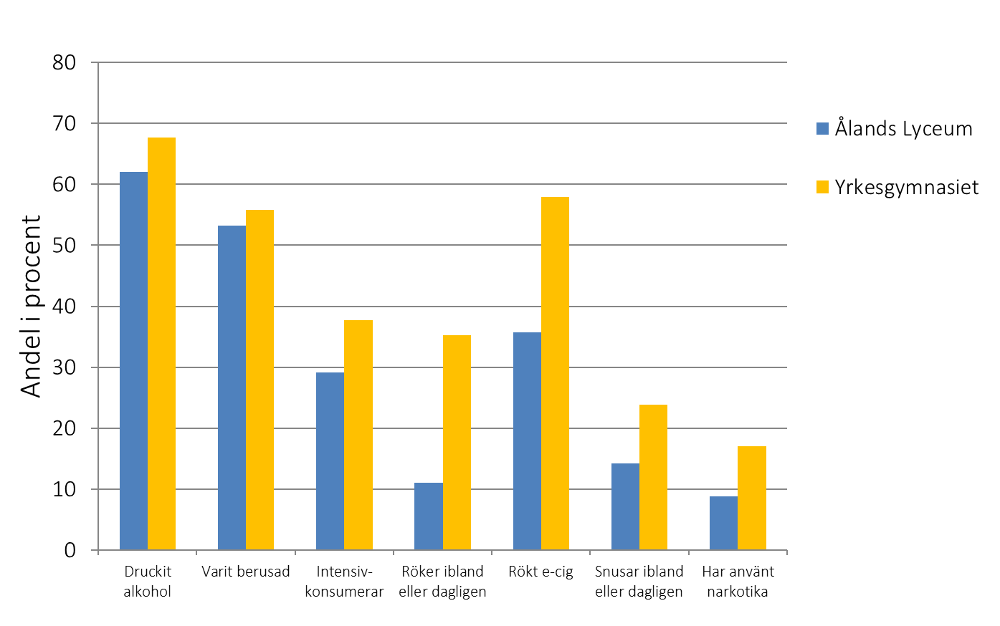 Andel i procent
80
70
60
50
40
30
20
10
0
Druckit
alkohol
Varit berusad
Intensiv-
konsumerar
Röker ibland
eller dagligen
Rökt e-cig
Snusar ibland
eller dagligen
Har använt
narkotika
Ålands Lyceum
Yrkesgymnasiet